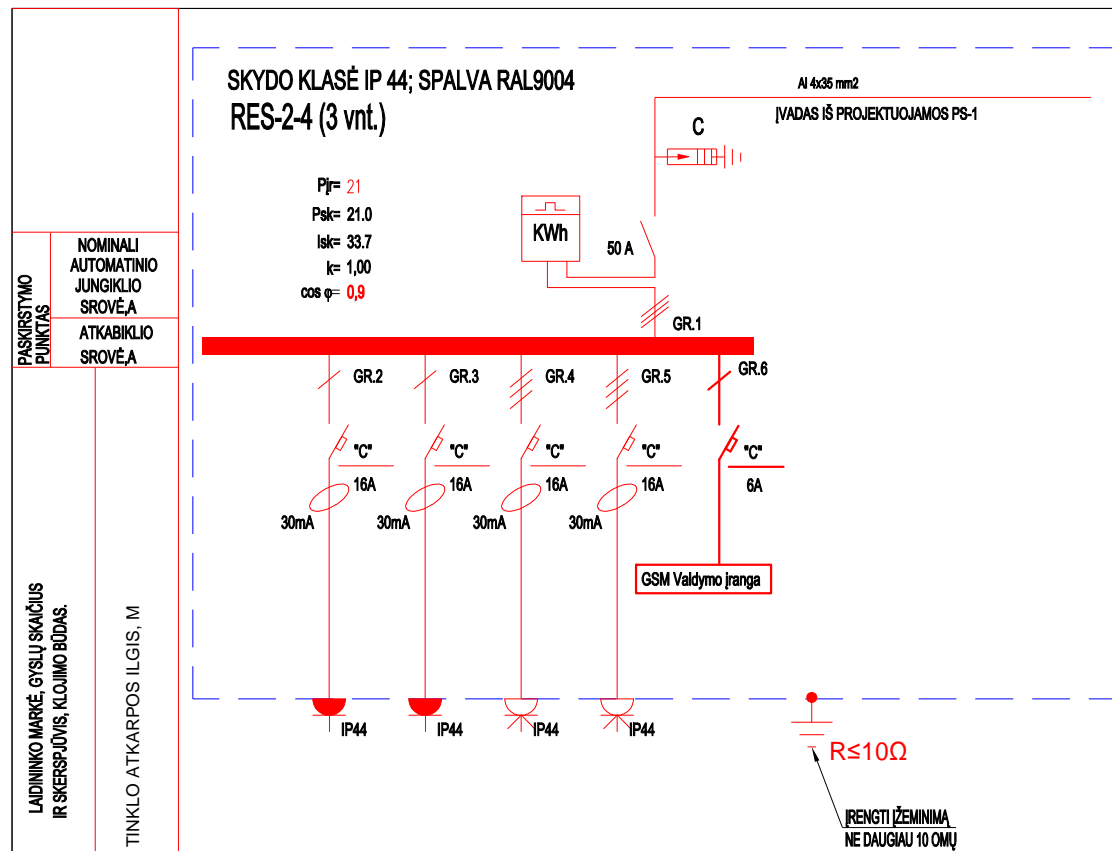 SKYDO KLASĖ IP 44; SPALVA RAL9004
RES-2-4 (3 vnt.)
Al 4x35 mm2
ĮVADAS IŠ PROJEKTUOJAMOS PS-1
C
Pįr= 21
Psk= 21.0
Isk= 33.7
k= 1,00
cos φ= 0,9
KWh
50 A
GR.1
PASKIRSTYMO
PUNKTAS
NOMINALI
AUTOMATINIO
JUNGIKLIO
SROVĖ,A
ATKABIKLIO
SROVĖ,A
GR.2
GR.3
GR.4
GR.5
GR.6
"C"
"C"
"C"
"C"
"C"
16A
16A
16A
16A
6A
30mA
30mA
30mA
30mA
GSM Valdymo įranga
LAIDININKO MARKĖ, GYSLŲ SKAIČIUS
IR SKERSPJŪVIS, KLOJIMO BŪDAS.
TINKLO ATKARPOS ILGIS, M
IP44
IP44
IP44
IP44
R≤10Ω
ĮRENGTI ĮŽEMINIMĄ
NE DAUGIAU 10 OMŲ